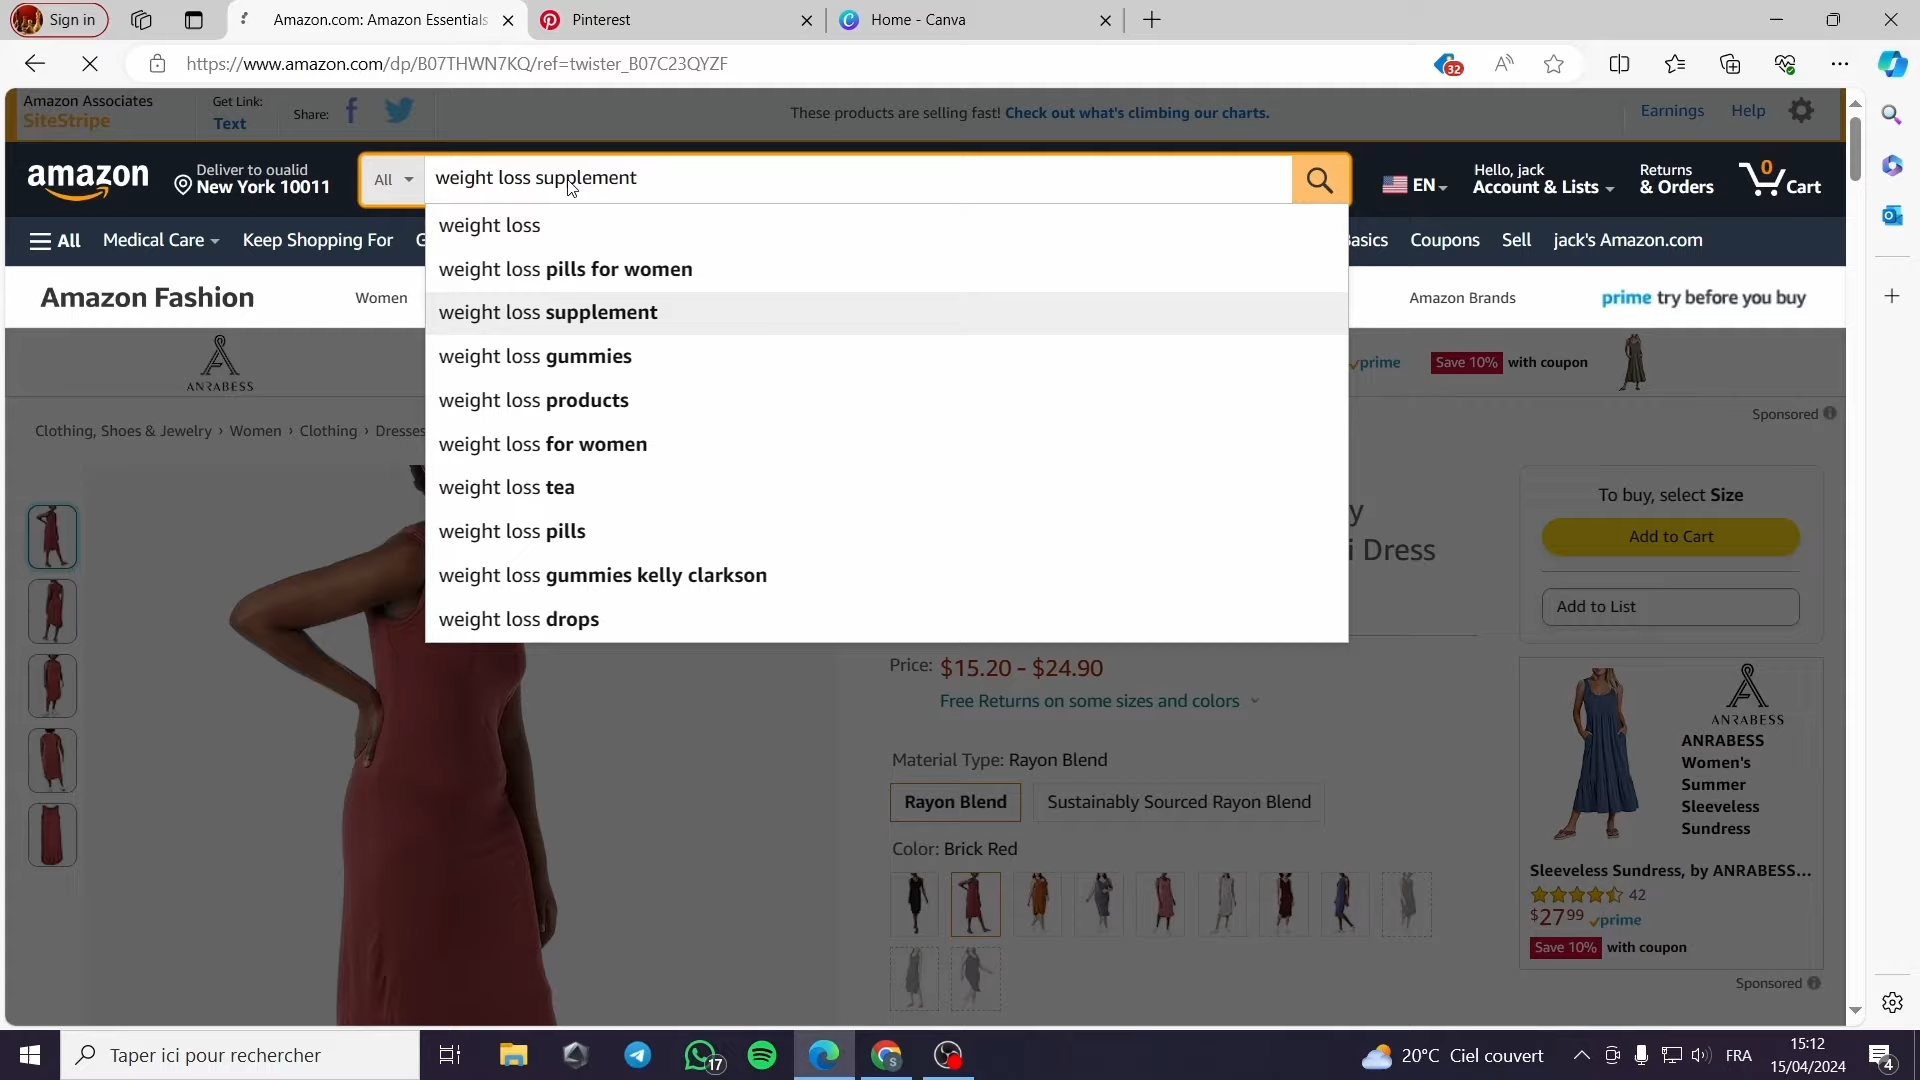 Sign in
Amazon.com: Amazon Essentials
Pinterest
Home - Canva
https://www.amazon.com/dp/B07THWN7KQ/ref=twister_B07C23QYZF
32
Amazon Associates
SiteStripe
Get Link:
Text
Share:
These products are selling fast! Check out what's climbing our charts.
Earnings
Help
amazon
Deliver to oualid
New York 10011
All
weight loss supplement
EN
Hello, jack
Account & Lists
Returns
& Orders
0
Cart
All
Medical Care
Keep Shopping For
G
Basics
Coupons
Sell
jack's Amazon.com
Amazon Fashion
Women
Amazon Brands
prime try before you buy
weight loss
weight loss pills for women
weight loss supplement
weight loss gummies
weight loss products
weight loss for women
weight loss tea
weight loss pills
weight loss gummies kelly clarkson
weight loss drops
ANRABESS
prime
Save 10% with coupon
Sponsored
Clothing, Shoes & Jewelry › Women › Clothing › Dresses
y
i Dress
Price: $15.20 - $24.90
Free Returns on some sizes and colors
Material Type: Rayon Blend
Rayon Blend
Sustainably Sourced Rayon Blend
Color: Brick Red
To buy, select Size
Add to Cart
Add to List
ANRABESS
ANRABESS
Women's
Summer
Sleeveless
Sundress
Sleeveless Sundress, by ANRABESS...
42
$27.99 prime
Save 10% with coupon
Sponsored
Taper ici pour rechercher
17
20°C Ciel couvert
FRA
15:12
15/04/2024
4